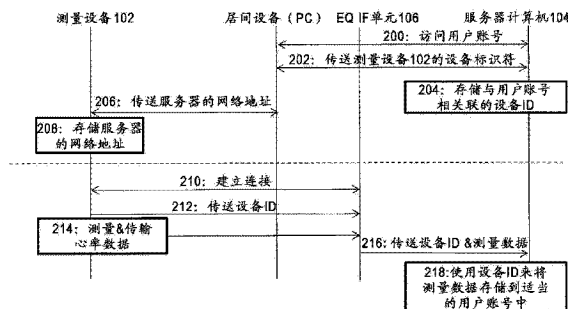 测量设备102
居间设备（PC）
EQ IF单元106
服务器计算机104
200：访问用户账号
202：传送测量设备102的设备标识符
204：存储与用户账号
相关联的设备ID
206：传送服务器的网络地址
208：存储服务器
的网络地址
210：建立连接
212：传送设备ID
214：测量&传输
心率数据
216：传送设备ID &测量数据
218:使用设备ID来将
测量数据存储到适当
的用户账号中